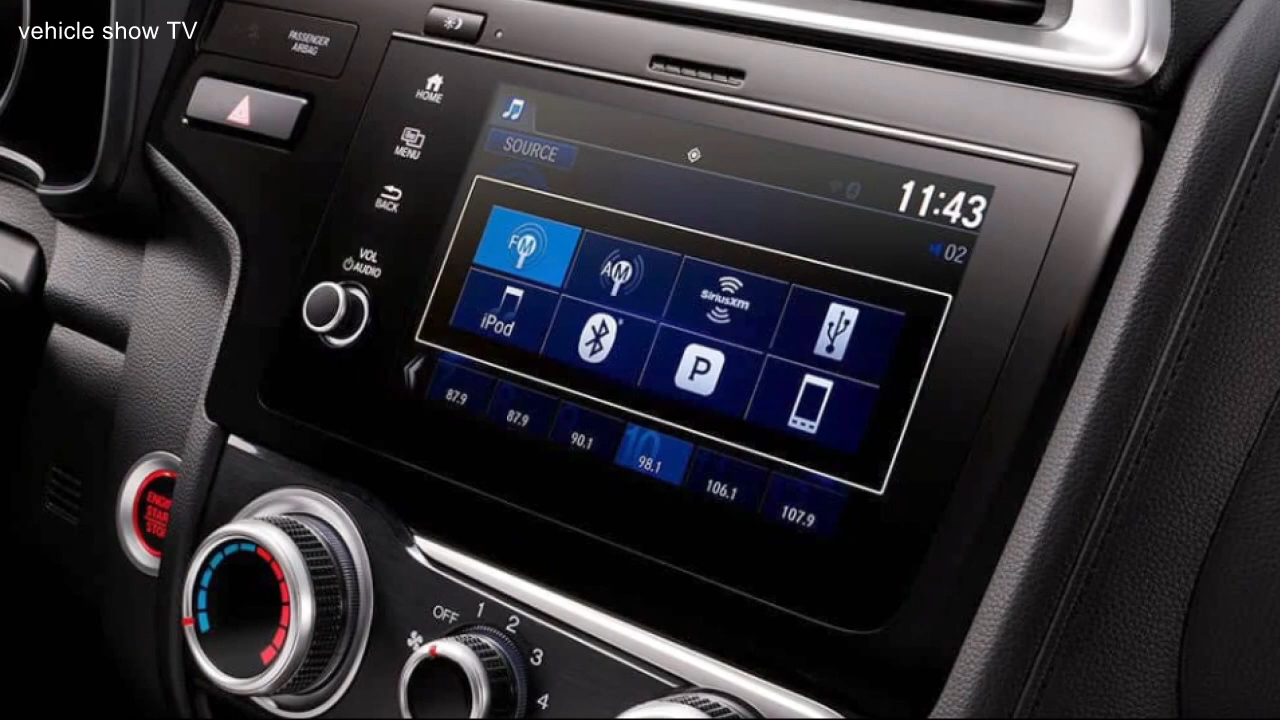 vehicle show TV
PASSENGER
AIRBAG
HOME
MENU
BACK
VOL
AUDIO
SOURCE
11:43
02
FM
AM
SiriusXM
iPod
P
87.9
87.9
90.1
98.1
106.1
107.9
OFF
1
2
3
4